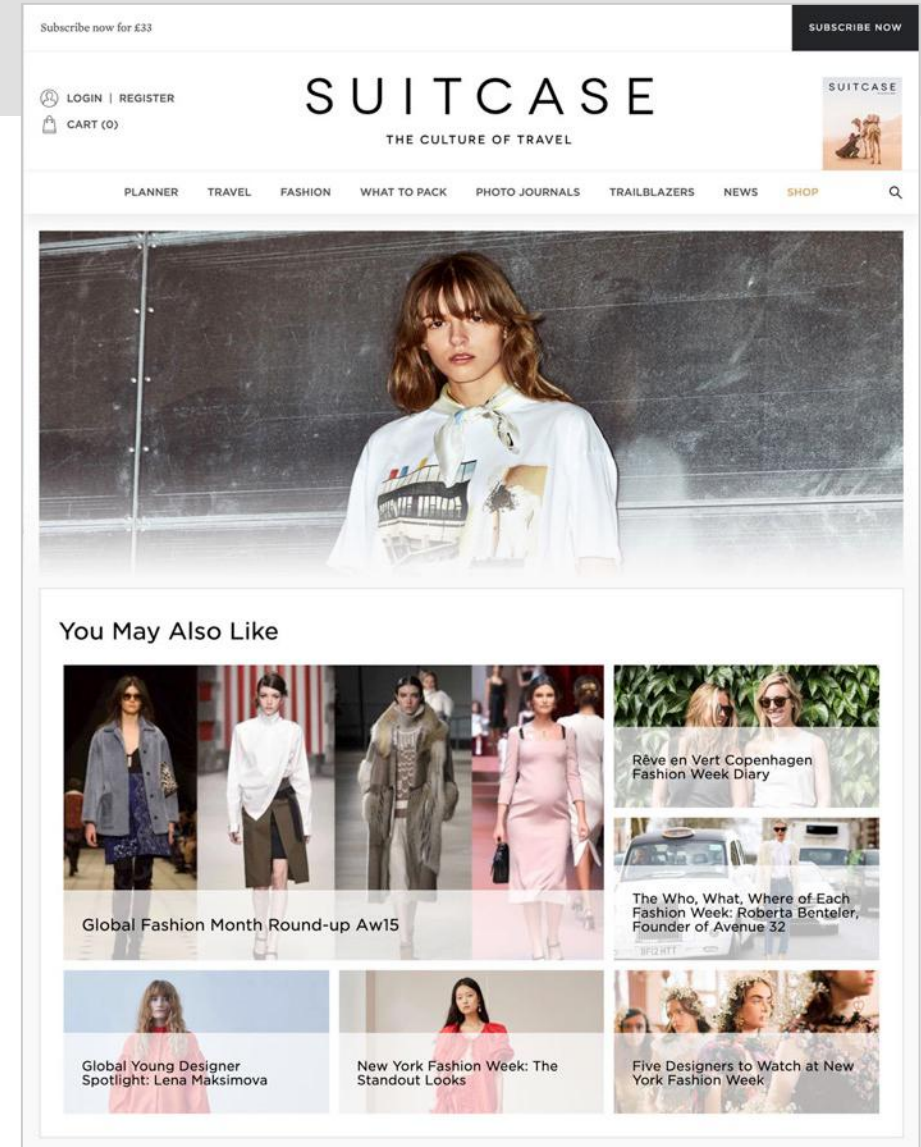 Subscribe now for £33
SUBSCRIBE NOW
LOGIN | REGISTER
CART (0)
SUITCASE
THE CULTURE OF TRAVEL
SUITCASE
PLANNER TRAVEL FASHION WHAT TO PACK PHOTO JOURNALS TRAILBLAZERS NEWS SHOP
You May Also Like
Global Fashion Month Round-up Aw15
Rêve en Vert Copenhagen
Fashion Week Diary
The Who, What, Where of Each
Fashion Week: Roberta Benteler,
Founder of Avenue 32
Global Young Designer
Spotlight: Lena Maksimova
New York Fashion Week: The
Standout Looks
Five Designers to Watch at New
York Fashion Week